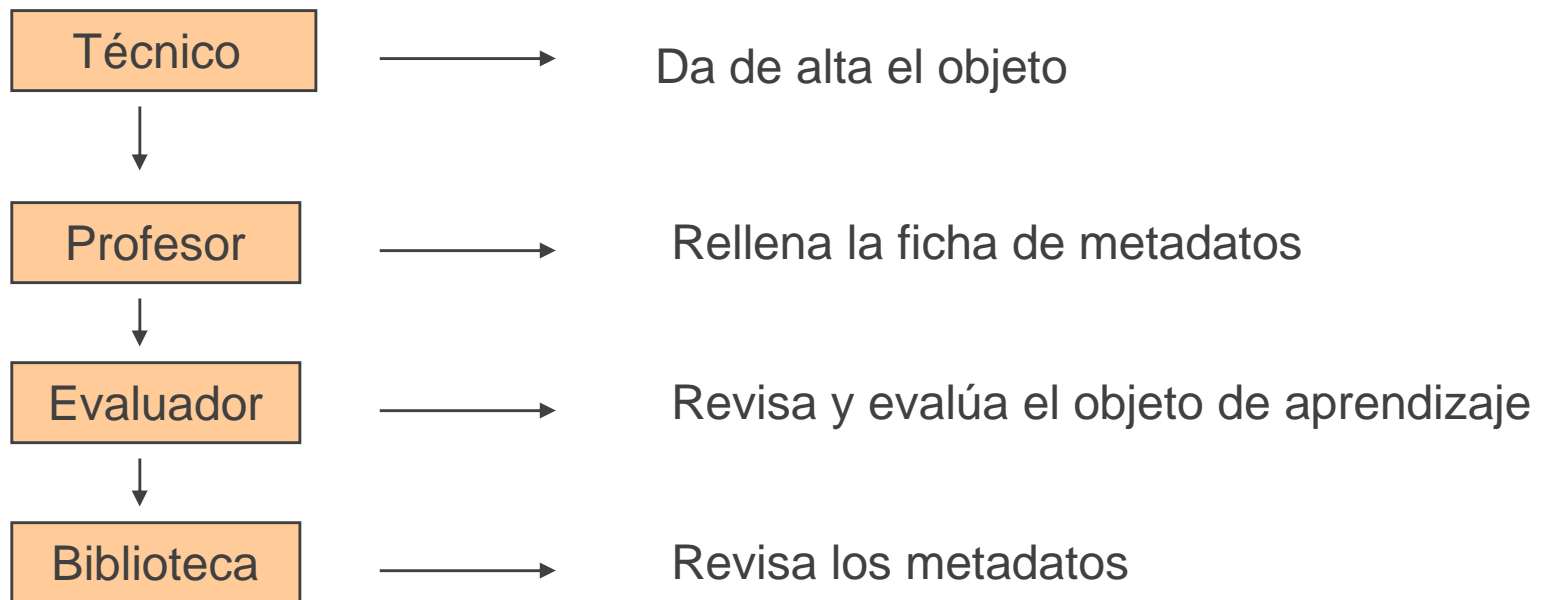 Técnico
Da de alta el objeto
Profesor
Rellena la ficha de metadatos
Evaluador
Revisa y evalúa el objeto de aprendizaje
Biblioteca
Revisa los metadatos